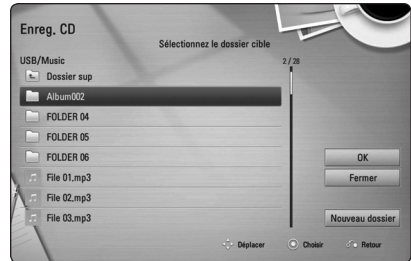 Enreg. CD
Sélectionnez le dossier cible
USB/Music
2 / 28
Dossier sup
Album002
FOLDER 04
FOLDER 05
FOLDER 06
File 01.mp3
File 02.mp3
File 03.mp3
OK
Fermer
Nouveau dossier
Déplacer
Choisir
Retour